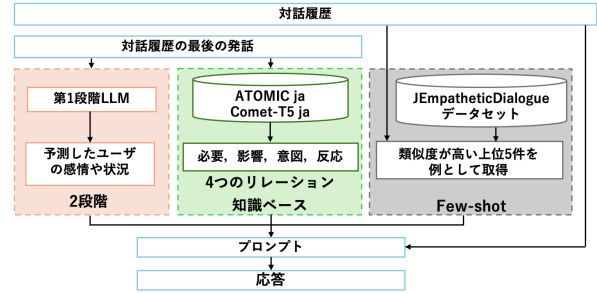 対話履歴
対話履歴の最後の発話
第1段階LLM
予測したユーザ
の感情や状況
2段階
ATOMIC ja
Comet-T5 ja
必要，影響，意図，反応
4つのリレーション
知識ベース
JEmpatheticDialogue
データセット
類似度が高い上位5件を
例として取得
Few-shot
プロンプト
応答